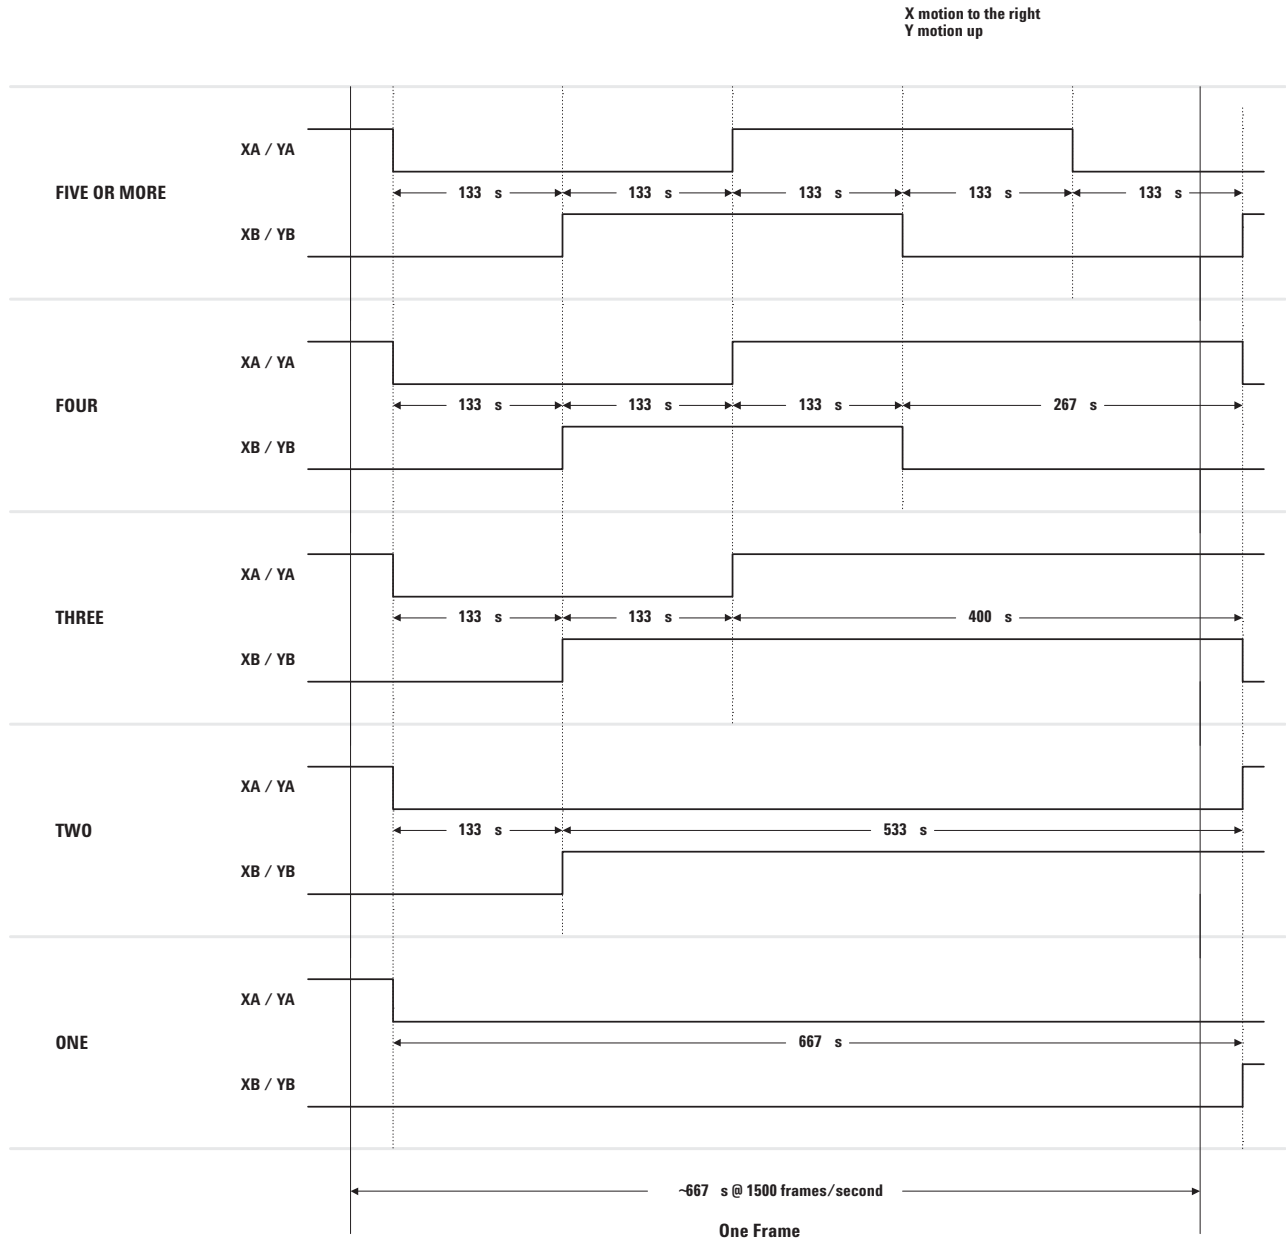 X motion to the right
Y motion up
XA / YA
FIVE OR MORE
133 s 133 s 133 s 133 s 133 s
XB / YB
XA / YA
FOUR
133 s 133 s 133 s 267 s
XB / YB
XA / YA
THREE
133 s 133 s 400 s
XB / YB
XA / YA
TWO
133 s 533 s
XB / YB
XA / YA
ONE
667 s
XB / YB
~667 s @ 1500 frames/second
One Frame